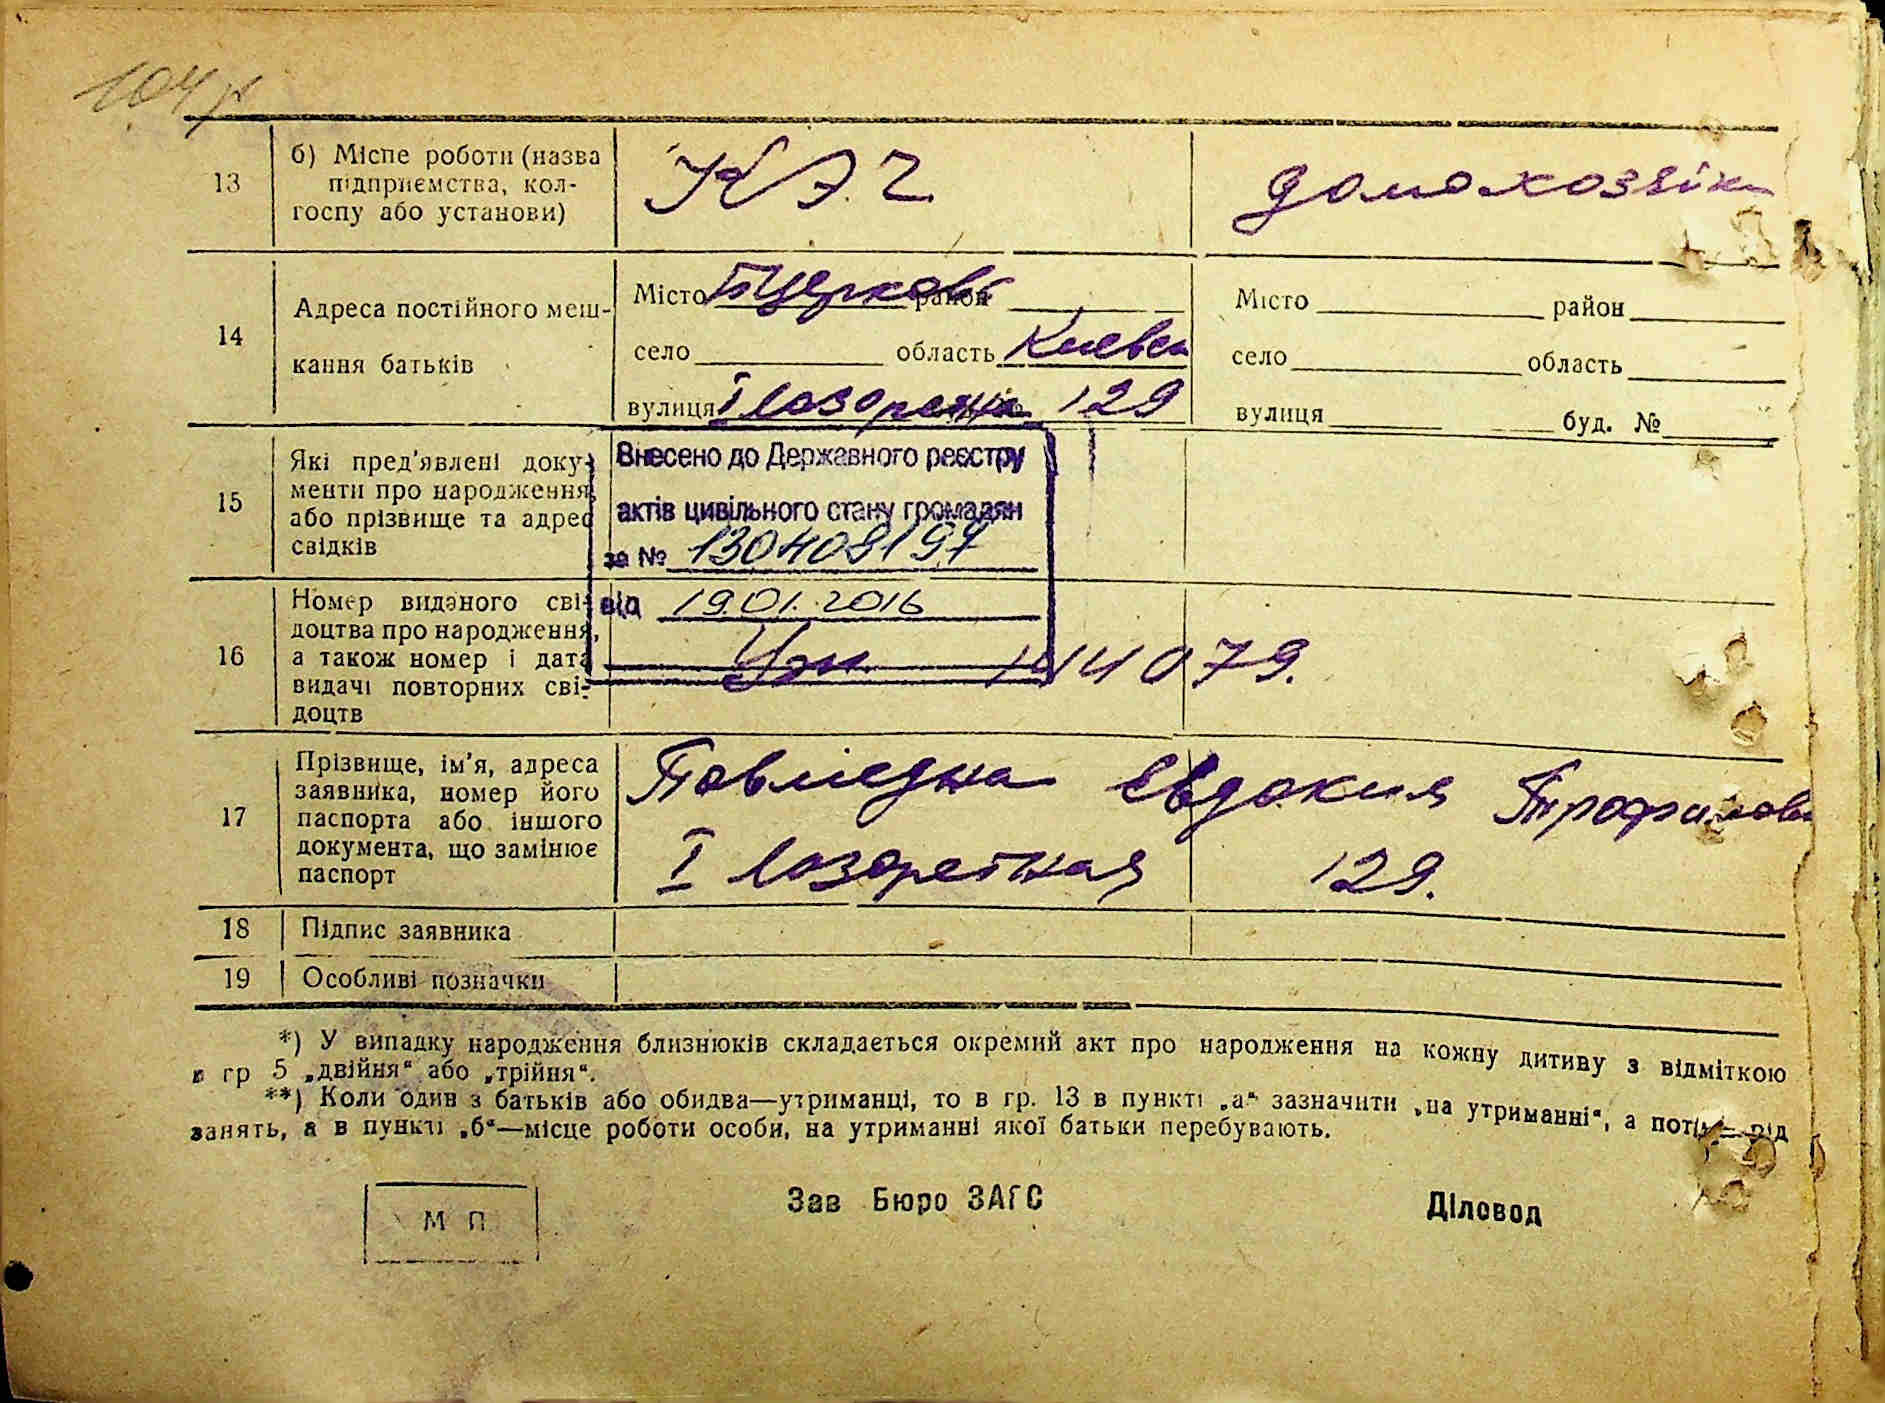 13
б) Місце роботи (назва
підприємства, кол-
госпу або установи)
К.Э.Ч.
домохозяйк
14
Адреса постійного меш-
кання батьків
Місто Б Церковь район
село область Киевск
вулиця I Лазоретна 129
Місто район
село область
вулиця буд. №
15
Які пред'явлені доку-
менти про народження,
або прізвище та адрес
свідків
Внесено до Державного реєстру
актів цивільного стану громадян
за № 130408197
від 19.01.2016
16
Номер виданого сві-
доцтва про народження,
а також номер і дата
видачі повторних сві-
доцтв
144079.
17
Прізвище, ім'я, адреса
заявника, номер його
паспорта або іншого
документа, що замінює
паспорт
Евдокия Трофимовн
I Лазоретная 129.
18 Підпис заявника
19 Особливі позначки
*) У випадку народження близнюків складається окремий акт про народження на кожну дитину з відміткою
в гр 5 „двійня" або „трійня".
**) Коли один з батьків або обидва—утриманці, то в гр. 13 в пункті „а" зазначити „на утриманні", а потім рід
занять, а в пункті „б"—місце роботи особи, на утриманні якої батьки перебувають.
М П
Зав Бюро ЗАГС
Діловод